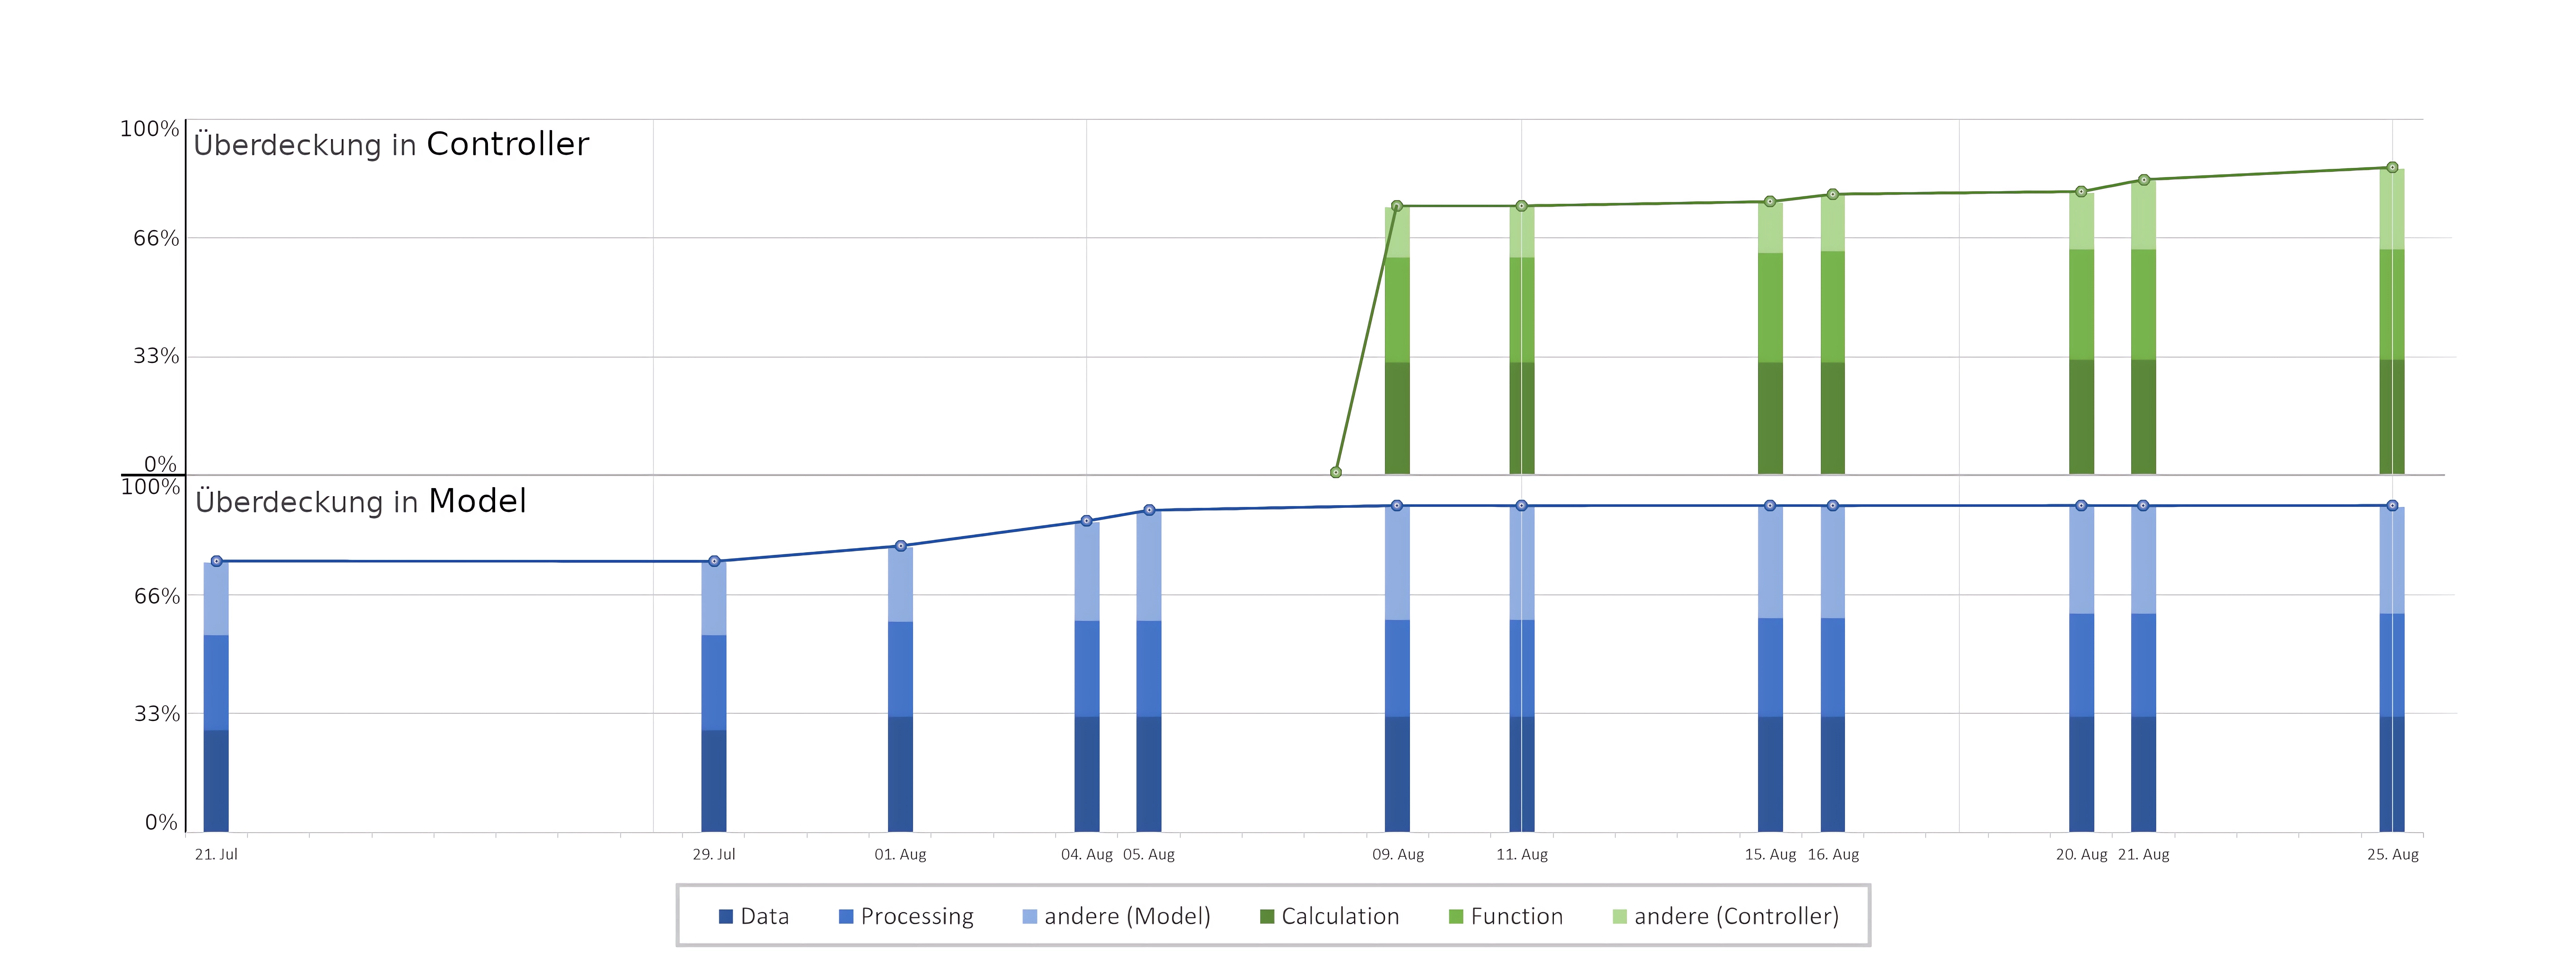 100%
Überdeckung in Controller
66%
33%
0%
100%
Überdeckung in Model
66%
33%
0%
21. Jul 29. Jul 01. Aug 04. Aug 05. Aug 09. Aug 11. Aug 15. Aug 16. Aug 20. Aug 21. Aug 25. Aug
Data Processing andere (Model) Calculation Function andere (Controller)